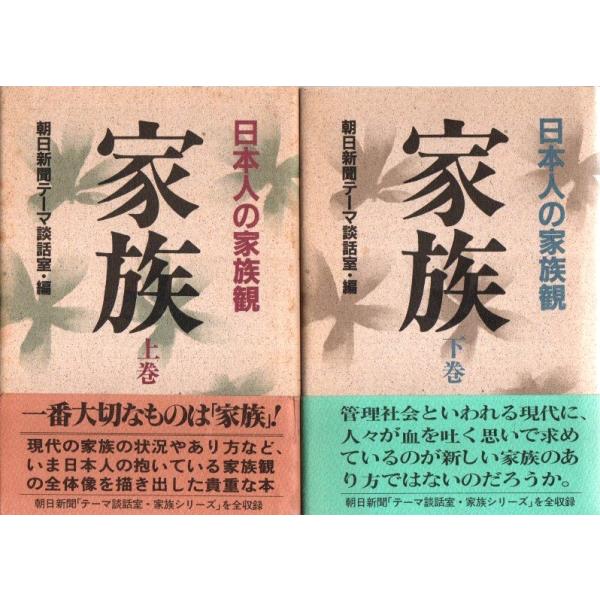 日本人の家族観
家族
上巻
朝日新聞テーマ談話室・編
一番大切なものは「家族」!
現代の家族の状況やあり方など、
いま日本人の抱いている家族観
の全体像を描き出した貴重な本
朝日新聞「テーマ談話室・家族シリーズ」を全収録
日本人の家族観
家族
下巻
朝日新聞テーマ談話室・編
管理社会といわれる現代に、
人々が血を吐く思いで求め
ているのが新しい家族のあ
り方ではないのだろうか。
朝日新聞「テーマ談話室・家族シリーズ」を全収録